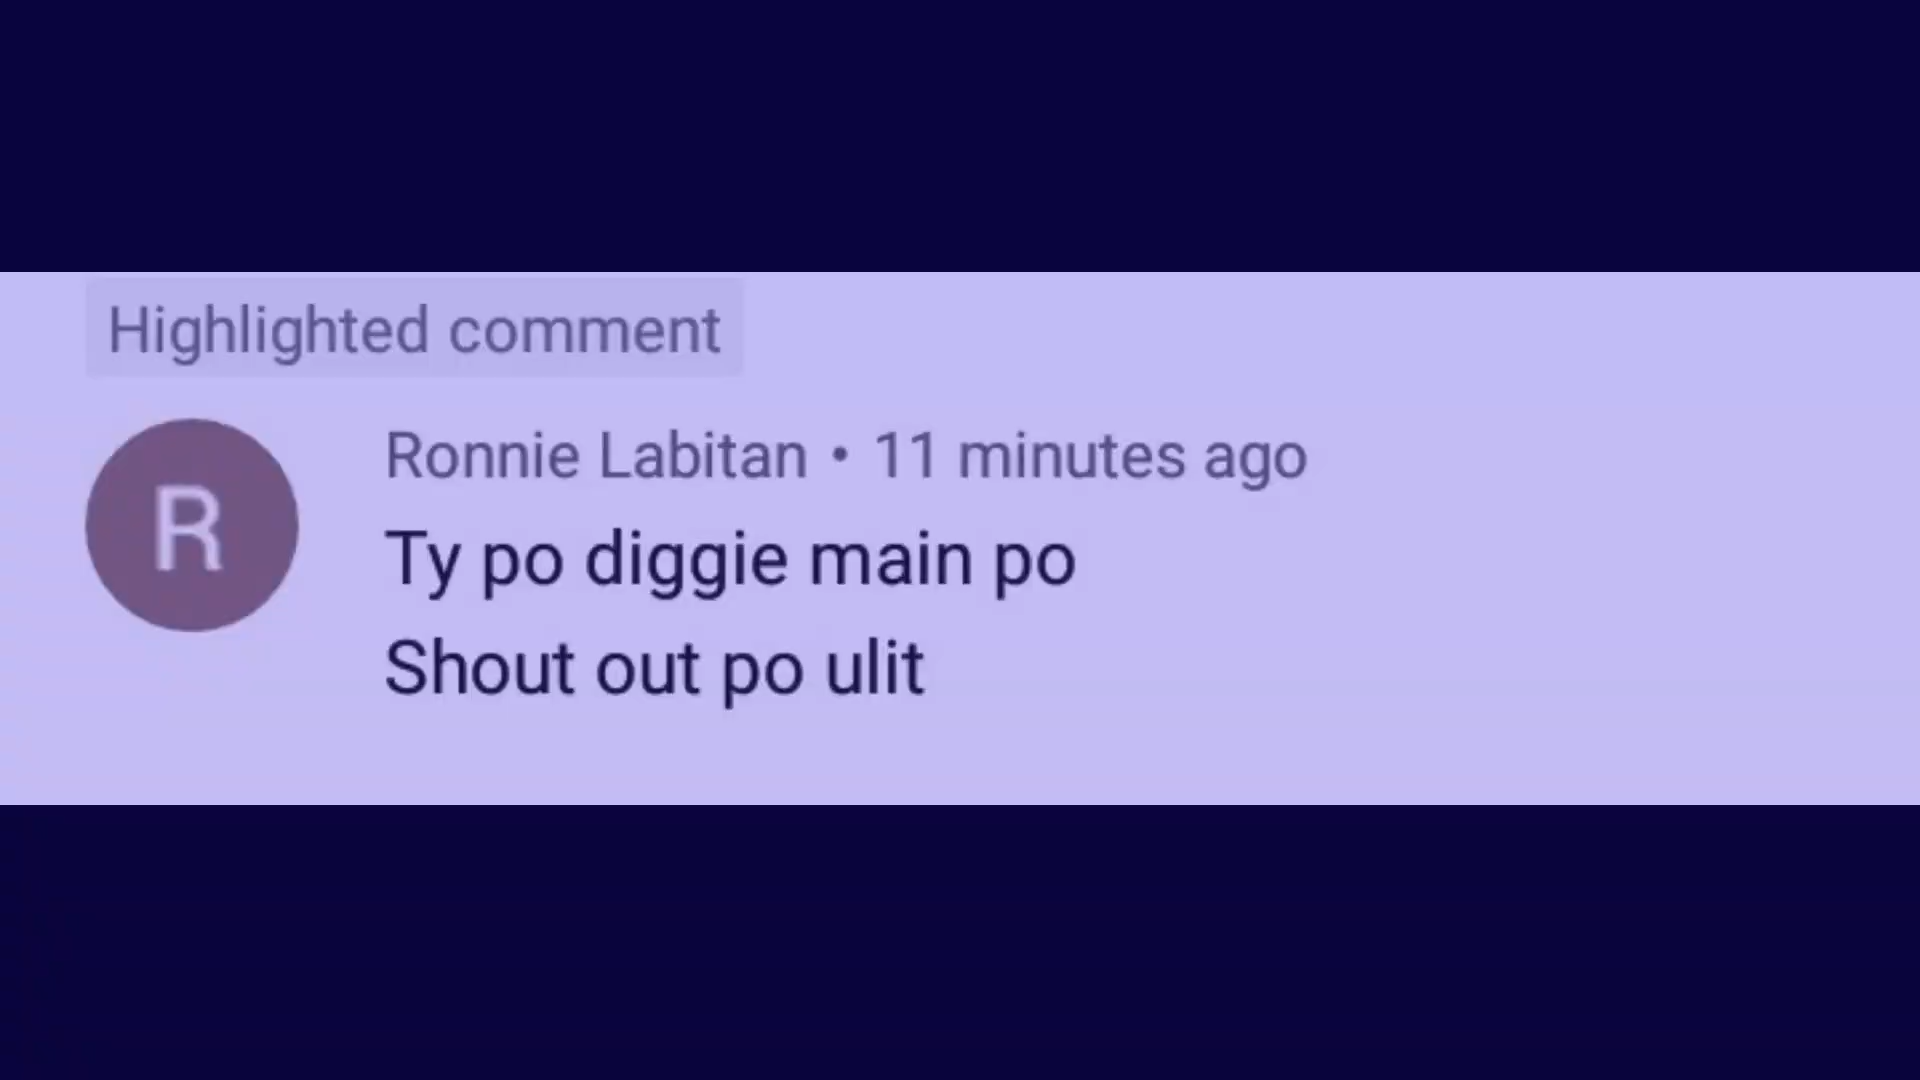 Highlighted comment
R
Ronnie Labitan • 11 minutes ago
Ty po diggie main po
Shout out po ulit